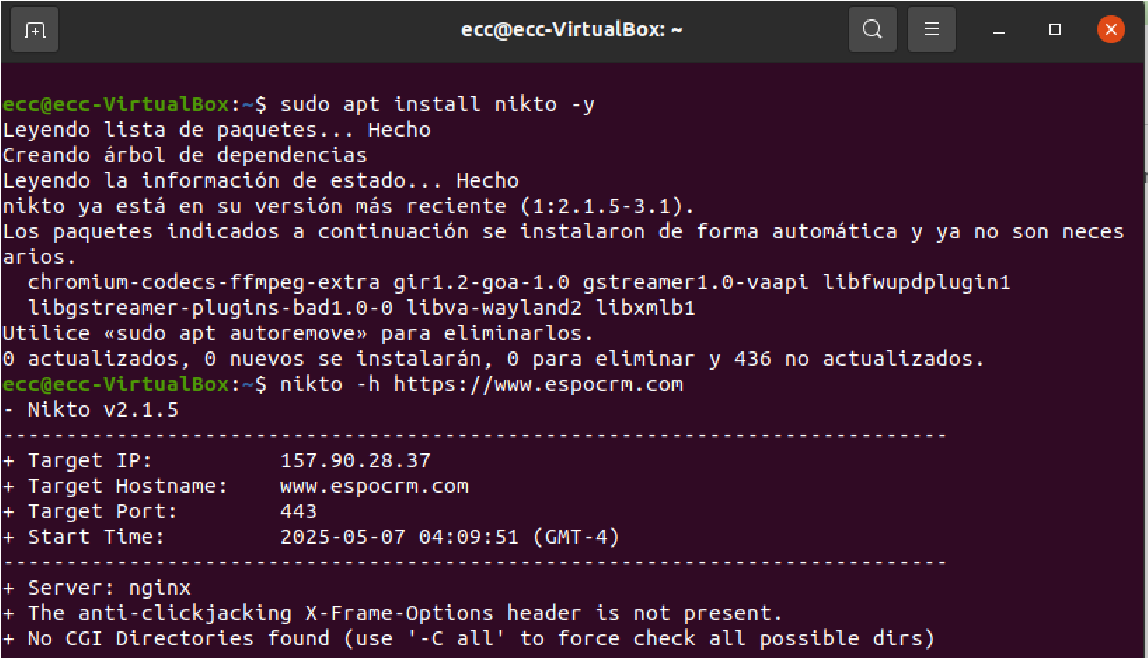 ecc@ecc-VirtualBox: ~
ecc@ecc-VirtualBox:~$ sudo apt install nikto -y
Leyendo lista de paquetes... Hecho
Creando árbol de dependencias
Leyendo la información de estado... Hecho
nikto ya está en su versión más reciente (1:2.1.5-3.1).
Los paquetes indicados a continuación se instalaron de forma automática y ya no son neces
arios.
  chromium-codecs-ffmpeg-extra gir1.2-goa-1.0 gstreamer1.0-vaapi libfwupdplugin1
  libgstreamer-plugins-bad1.0-0 libva-wayland2 libxmlb1
Utilice «sudo apt autoremove» para eliminarlos.
0 actualizados, 0 nuevos se instalarán, 0 para eliminar y 436 no actualizados.
ecc@ecc-VirtualBox:~$ nikto -h https://www.espocrm.com
- Nikto v2.1.5
---------------------------------------------------------------------------
+ Target IP:          157.90.28.37
+ Target Hostname:    www.espocrm.com
+ Target Port:        443
+ Start Time:         2025-05-07 04:09:51 (GMT-4)
---------------------------------------------------------------------------
+ Server: nginx
+ The anti-clickjacking X-Frame-Options header is not present.
+ No CGI Directories found (use '-C all' to force check all possible dirs)